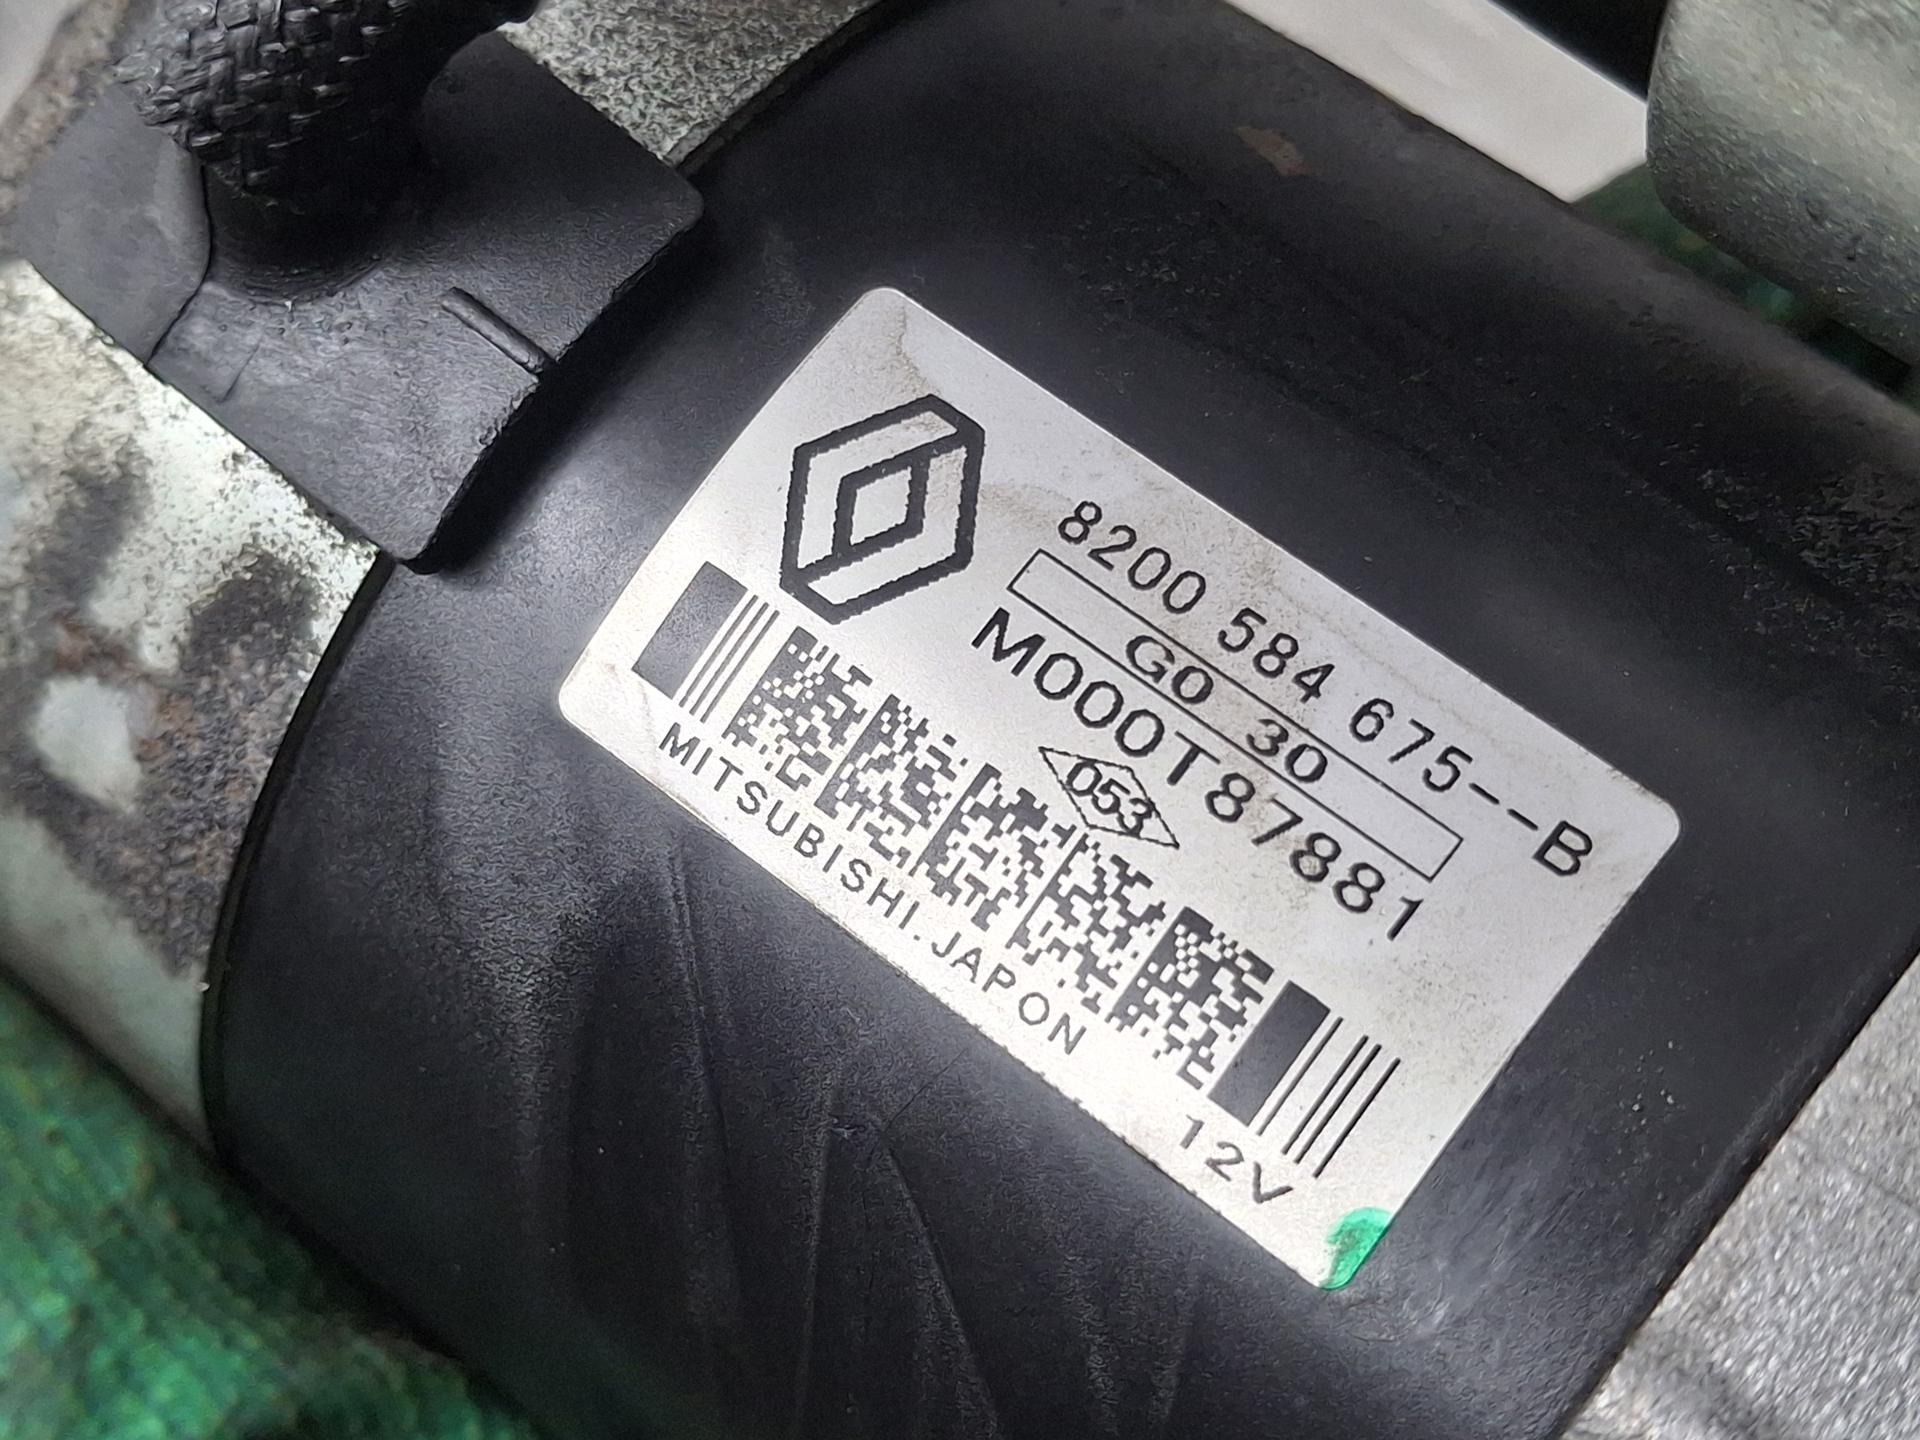 8200 584 675--B
G0 30
M000T87881
053
MITSUBISHI.JAPON
12V